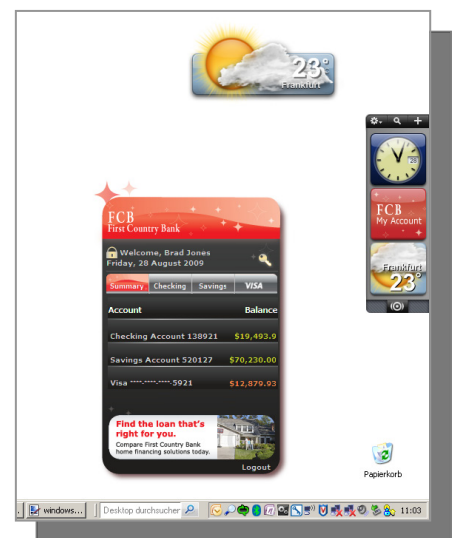 23°
Frankfurt
28
FCB
My Account
Frankfurt
23°
FCB
First Country Bank
Welcome, Brad Jones
Friday, 28 August 2009
Summary Checking Savings VISA
Account Balance
Checking Account 138921 $19,493.9
Savings Account 520127 $70,230.00
Visa ****-****-****-5921 $12,879.93
Find the loan that's
right for you.
Compare First Country Bank
home financing solutions today.
Logout
Papierkorb
windows... Desktop durchsuchen 11:03